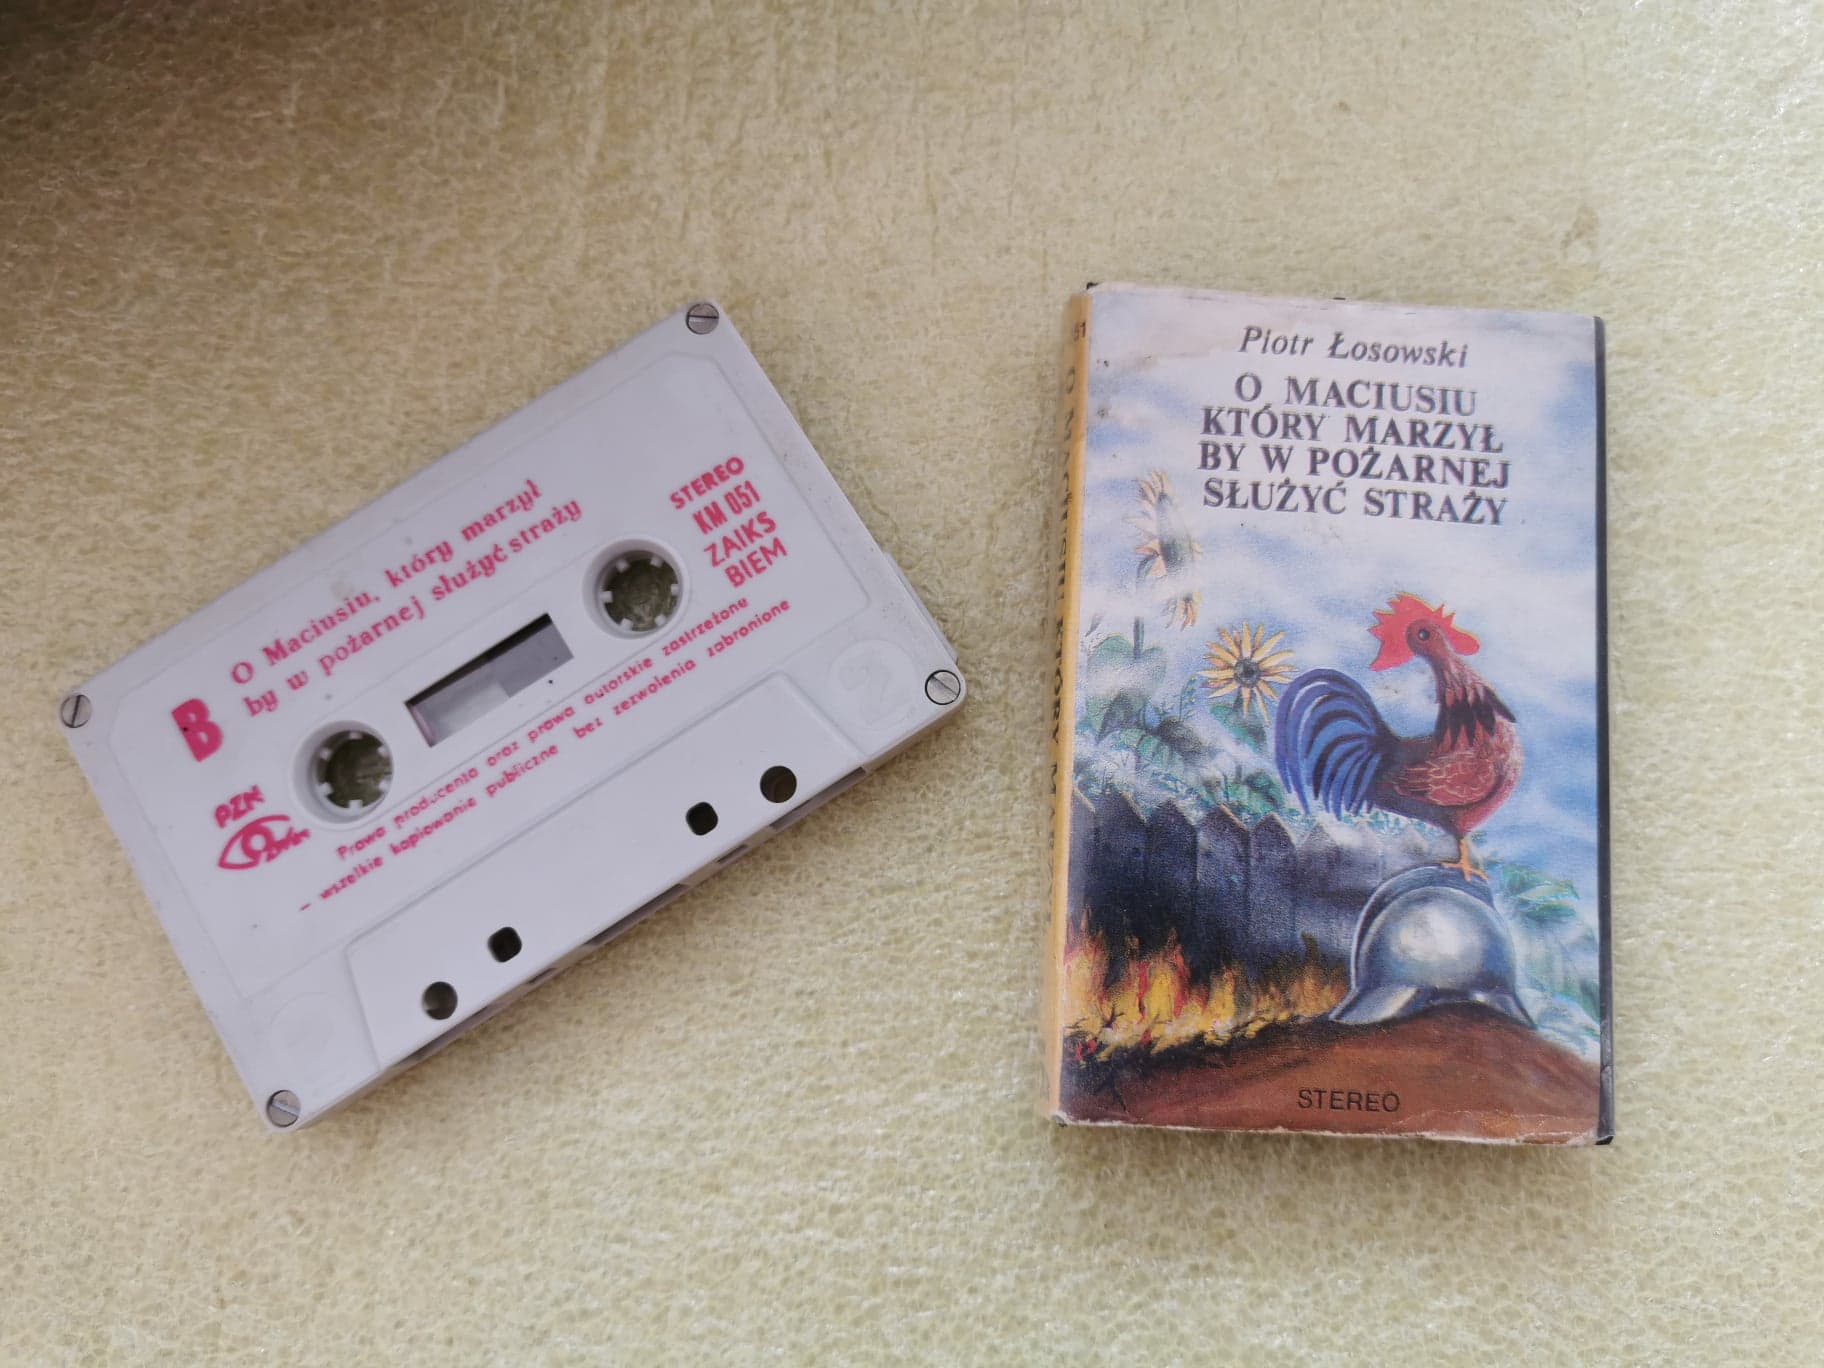 B
O Maciusiu, który marzył
by w pożarnej służyć straży
STEREO
KM 051
ZAIKS
BIEM
PZN
Prawa producenta oraz prawa autorskie zastrzeżone
– wszelkie kopiowanie publiczne bez zezwolenia zabronione
2
Piotr Łosowski
O MACIUSIU
KTÓRY MARZYŁ
BY W POŻARNEJ
SŁUŻYĆ STRAŻY
STEREO